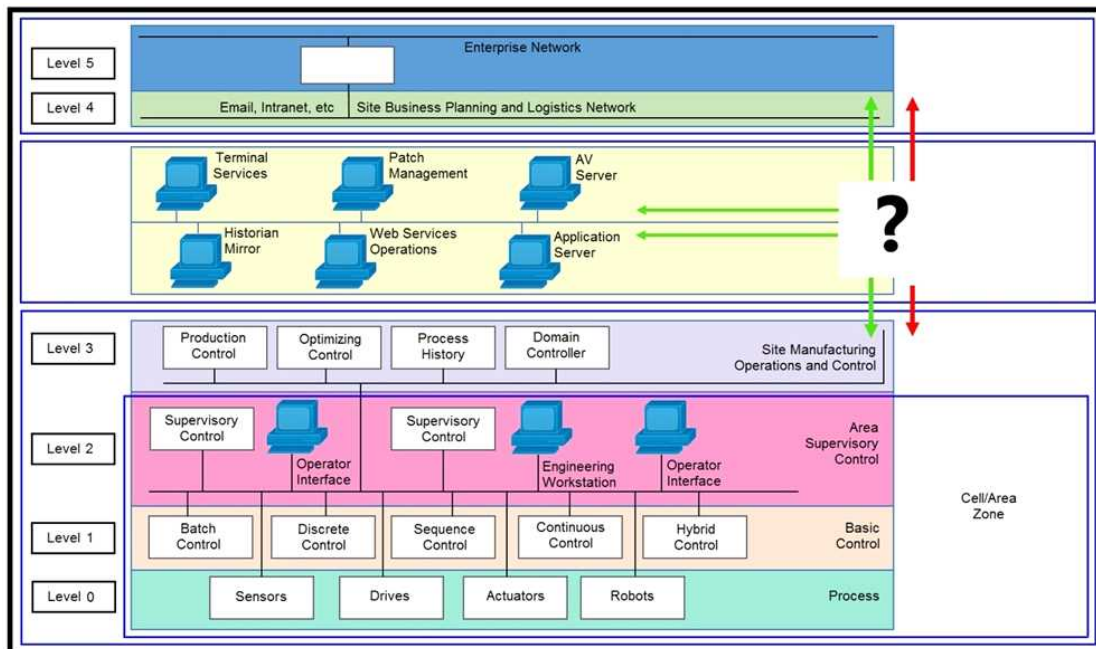 Level 5
Enterprise Network
Level 4
Email, Intranet, etc
Site Business Planning and Logistics Network
Terminal
Services
Patch
Management
AV
Server
?
Historian
Mirror
Web Services
Operations
Application
Server
Level 3
Production
Control
Optimizing
Control
Process
History
Domain
Controller
Site Manufacturing
Operations and Control
Level 2
Supervisory
Control
Operator
Interface
Supervisory
Control
Engineering
Workstation
Operator
Interface
Area
Supervisory
Control
Cell/Area
Zone
Level 1
Batch
Control
Discrete
Control
Sequence
Control
Continuous
Control
Hybrid
Control
Basic
Control
Level 0
Sensors
Drives
Actuators
Robots
Process